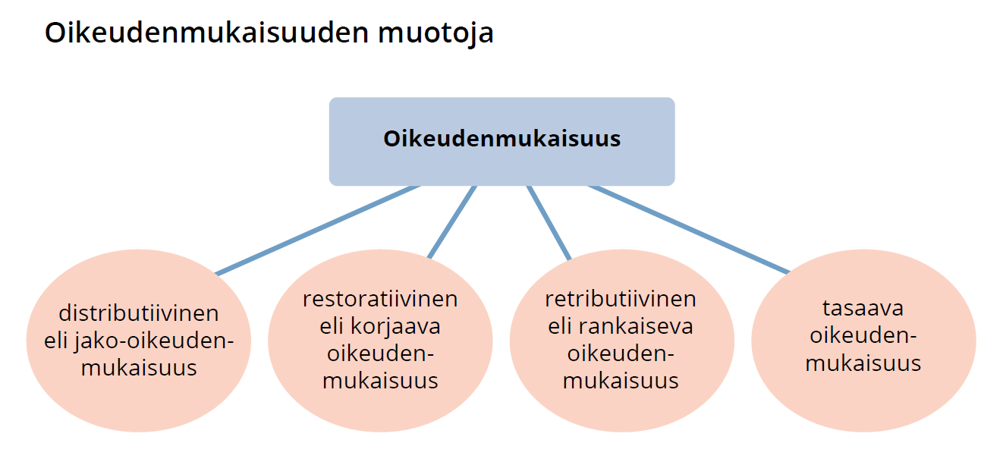 Oikeudenmukaisuuden muotoja
Oikeudenmukaisuus
distributiivinen
eli jako-oikeuden-
mukaisuus
restoratiivinen
eli korjaava
oikeuden-
mukaisuus
retributiivinen
eli rankaiseva
oikeuden-
mukaisuus
tasaava
oikeuden-
mukaisuus